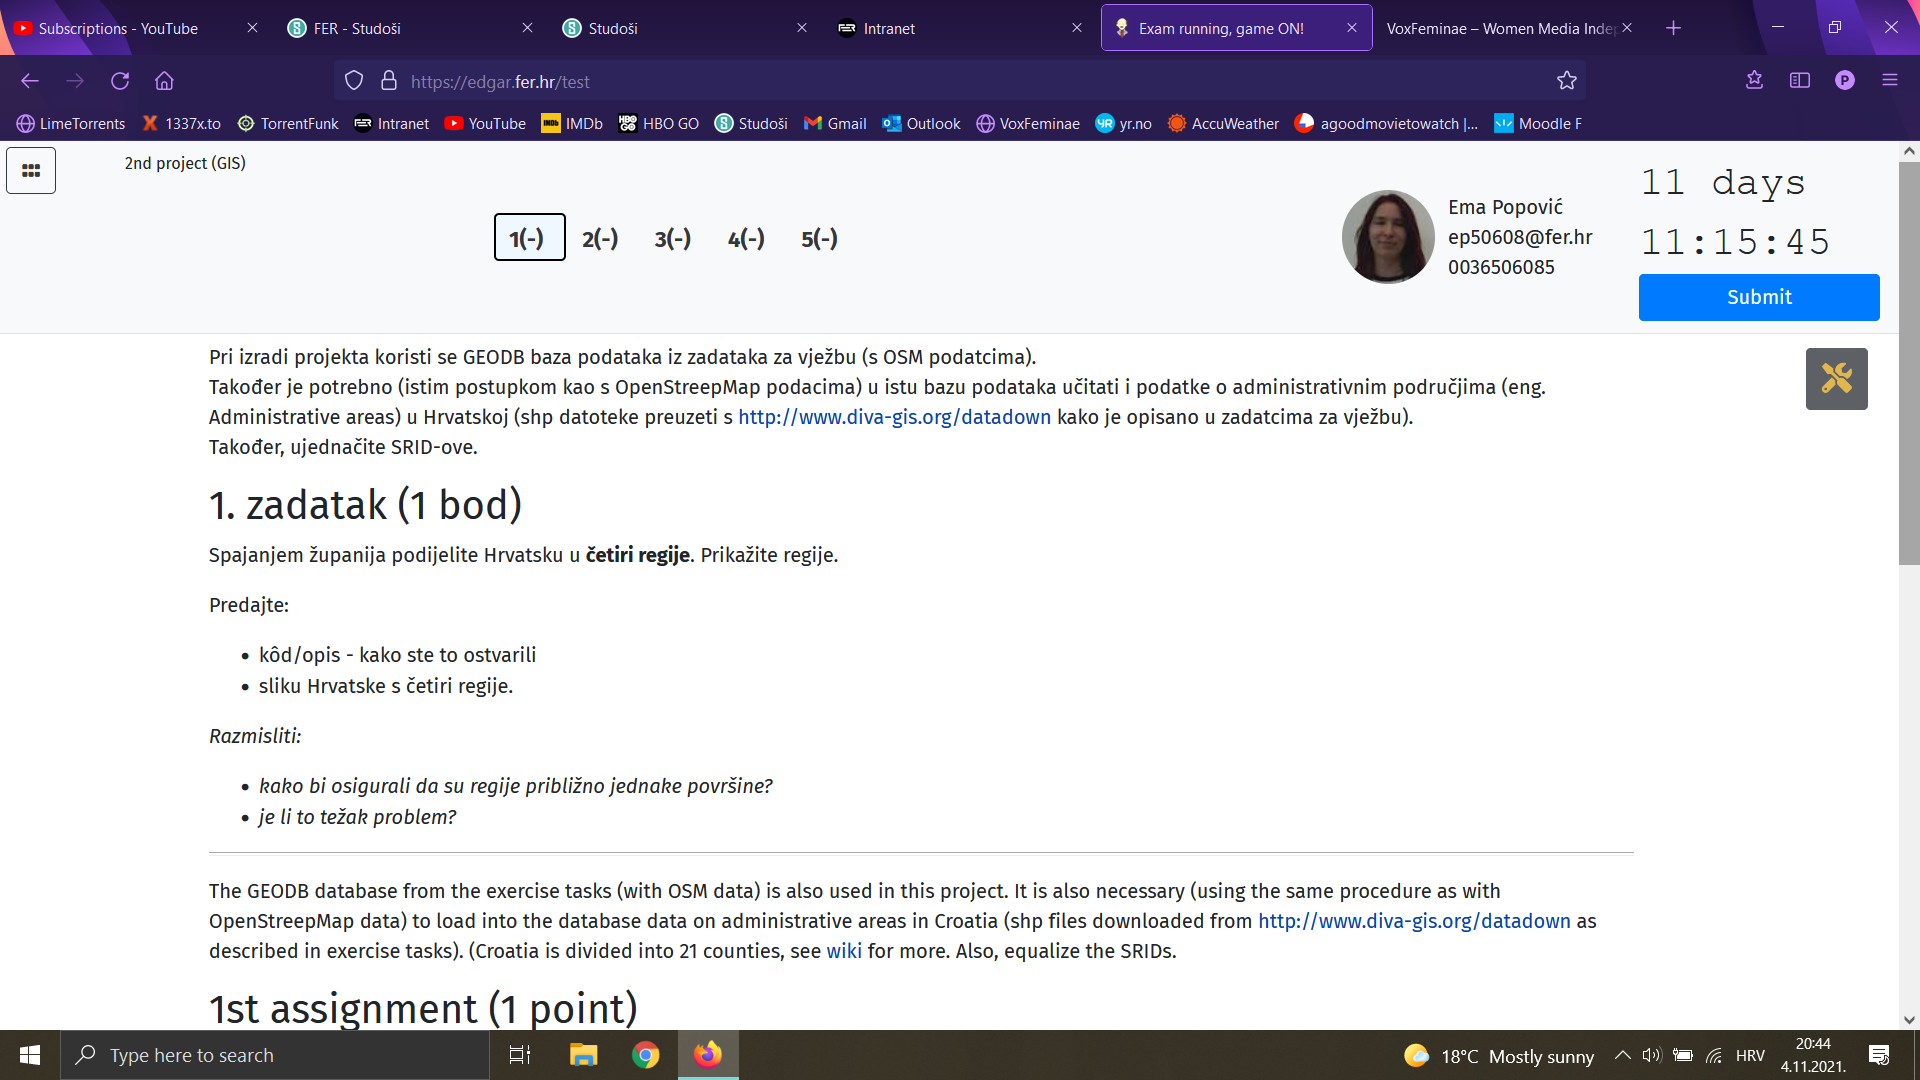 Subscriptions - YouTube
FER - Studoši
Studoši
Intranet
Exam running, game ON!
VoxFeminae – Women Media Indep
https://edgar.fer.hr/test
P
LimeTorrents
1337x.to
TorrentFunk
Intranet
YouTube
IMDb
HBO GO
Studoši
Gmail
Outlook
VoxFeminae
yr.no
AccuWeather
agoodmovietowatch |...
Moodle F
2nd project (GIS)
1(-)
2(-)
3(-)
4(-)
5(-)
Ema Popović
ep50608@fer.hr
0036506085
11 days
11:15:45
Submit
Pri izradi projekta koristi se GEODB baza podataka iz zadataka za vježbu (s OSM podatcima).
Također je potrebno (istim postupkom kao s OpenStreepMap podacima) u istu bazu podataka učitati i podatke o administrativnim područjima (eng.
Administrative areas) u Hrvatskoj (shp datoteke preuzeti s http://www.diva-gis.org/datadown kako je opisano u zadatcima za vježbu).
Također, ujednačite SRID-ove.
1. zadatak (1 bod)
Spajanjem županija podijelite Hrvatsku u četiri regije. Prikažite regije.
Predajte:
• kôd/opis - kako ste to ostvarili
• sliku Hrvatske s četiri regije.
Razmisliti:
• kako bi osigurali da su regije približno jednake površine?
• je li to težak problem?
The GEODB database from the exercise tasks (with OSM data) is also used in this project. It is also necessary (using the same procedure as with
OpenStreepMap data) to load into the database data on administrative areas in Croatia (shp files downloaded from http://www.diva-gis.org/datadown as
described in exercise tasks). (Croatia is divided into 21 counties, see wiki for more. Also, equalize the SRIDs.
1st assignment (1 point)
Type here to search
18°C Mostly sunny
HRV
20:44
4.11.2021.